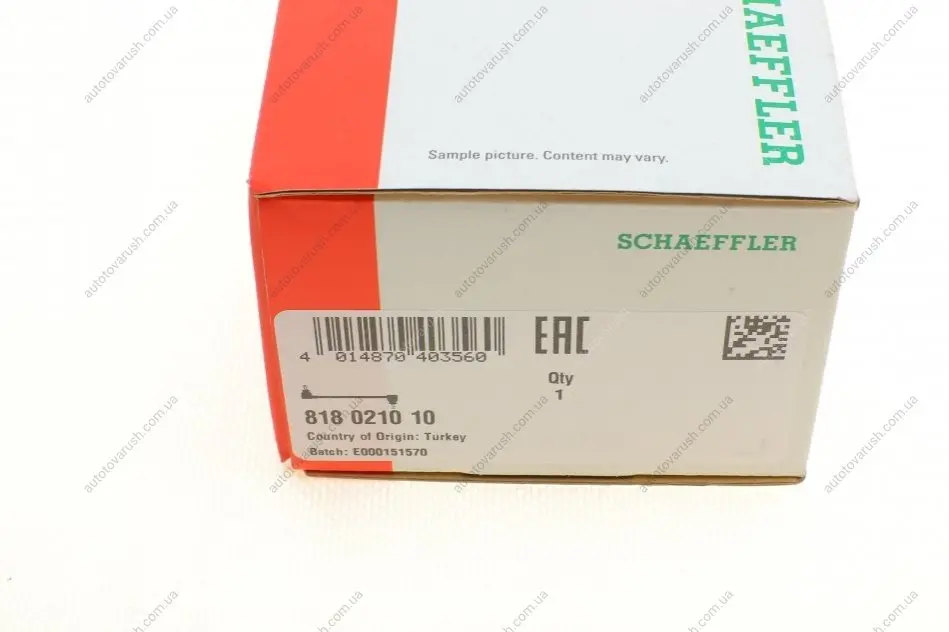 SCHAEFFLER
Sample picture. Content may vary.
SCHAEFFLER
4 014870 403560
EAC
Qty
1
818 0210 10
Country of Origin: Turkey
Batch: E000151570
autotovarush.com.ua